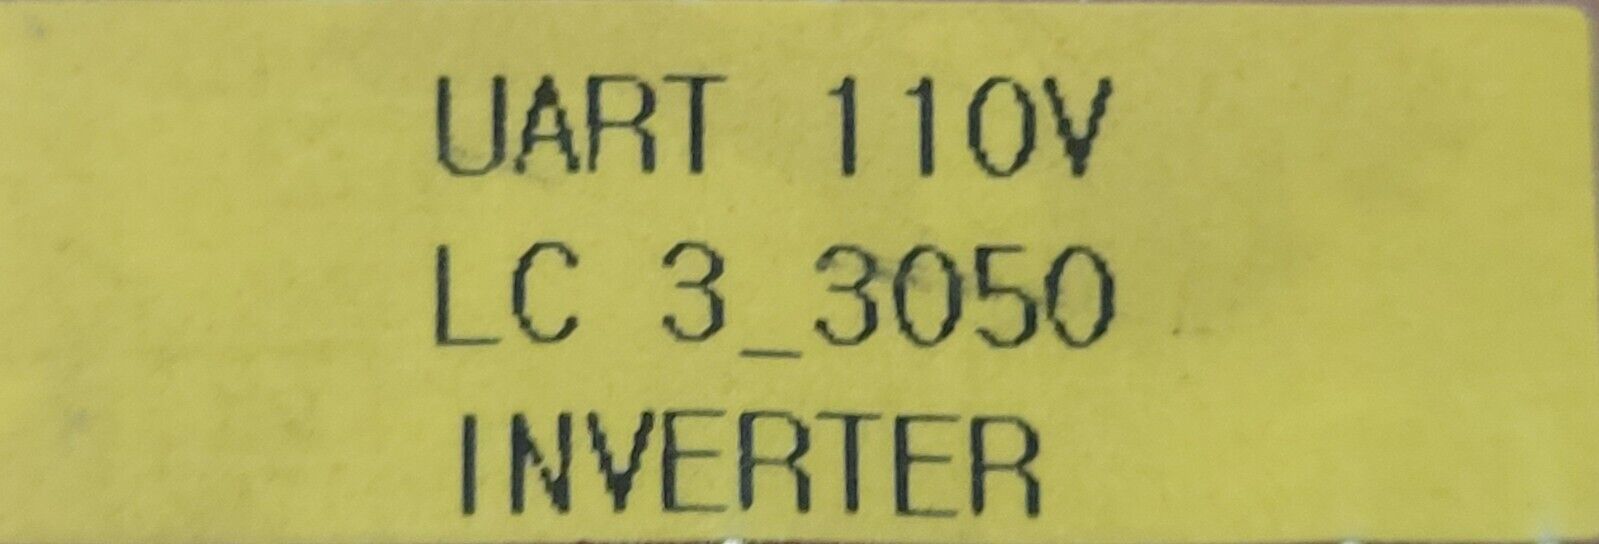 UART 110V
LC 3_3050
INVERTER